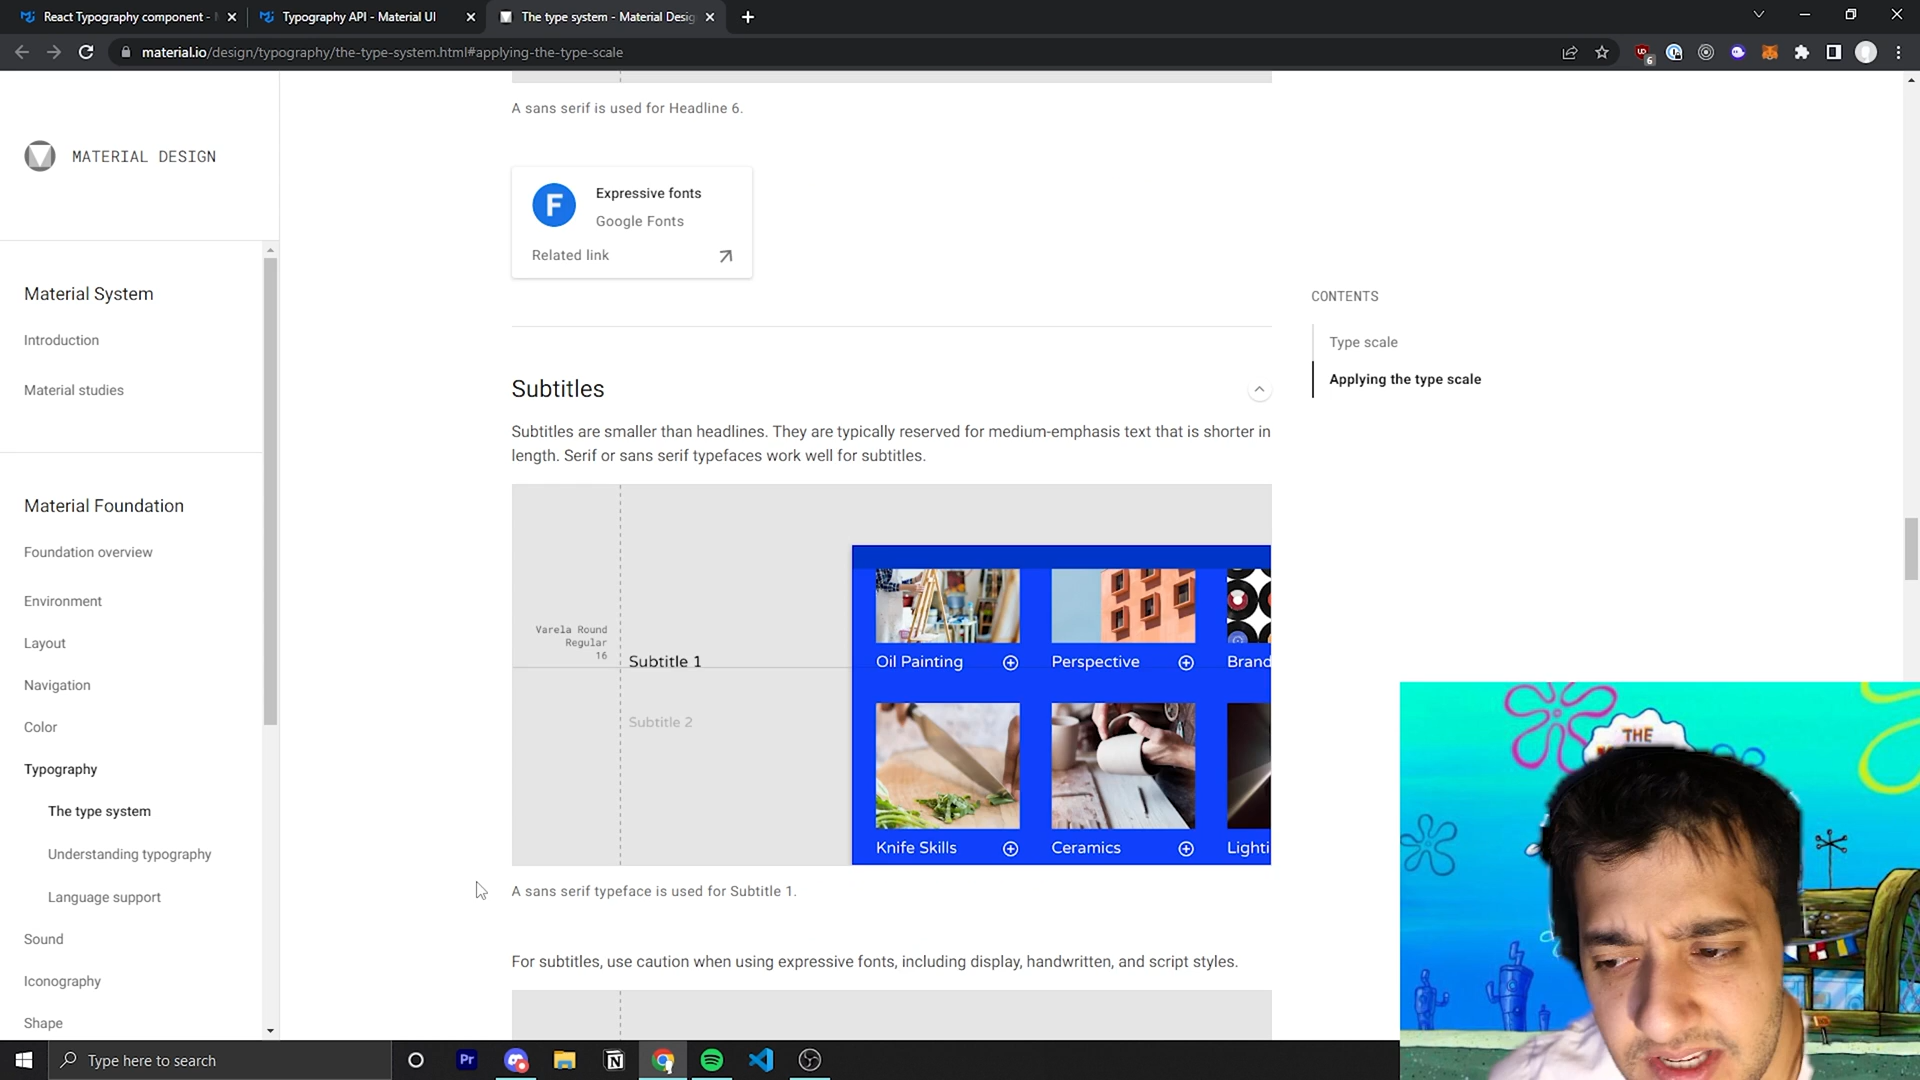 React Typography component -
Typography API - Material UI
The type system - Material Desig
material.io/design/typography/the-type-system.html#applying-the-type-scale
6
MATERIAL DESIGN
Material System
Introduction
Material studies
Material Foundation
Foundation overview
Environment
Layout
Navigation
Color
Typography
The type system
Understanding typography
Language support
Sound
Iconography
Shape
A sans serif is used for Headline 6.
F
Expressive fonts
Google Fonts
Related link
Subtitles
Subtitles are smaller than headlines. They are typically reserved for medium-emphasis text that is shorter in
length. Serif or sans serif typefaces work well for subtitles.
Varela Round
Regular
16
Subtitle 1
Subtitle 2
Oil Painting
Perspective
Brand
Knife Skills
Ceramics
Lighti
A sans serif typeface is used for Subtitle 1.
For subtitles, use caution when using expressive fonts, including display, handwritten, and script styles.
CONTENTS
Type scale
Applying the type scale
THE
Type here to search
Pr